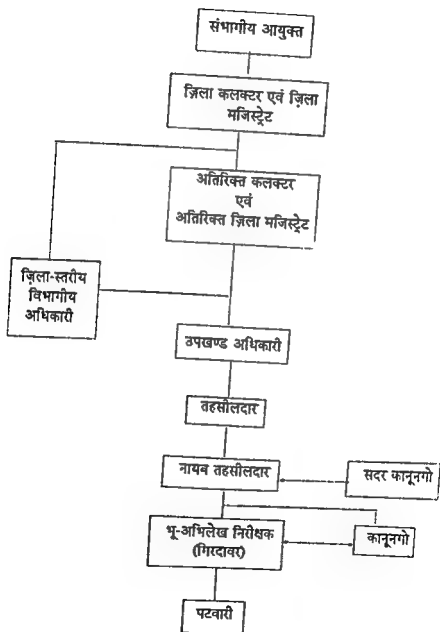 संभागीय आयुक्त
ज़िला कलक्टर एवं ज़िला
मजिस्ट्रेट
अतिरिक्त कलक्टर
एवं
अतिरिक्त ज़िला मजिस्ट्रेट
ज़िला-स्तरीय
विभागीय
अधिकारी
उपखण्ड अधिकारी
तहसीलदार
नायब तहसीलदार
सदर कानूनगो
भू-अभिलेख निरीक्षक
(गिरदावर)
कानूनगो
पटवारी